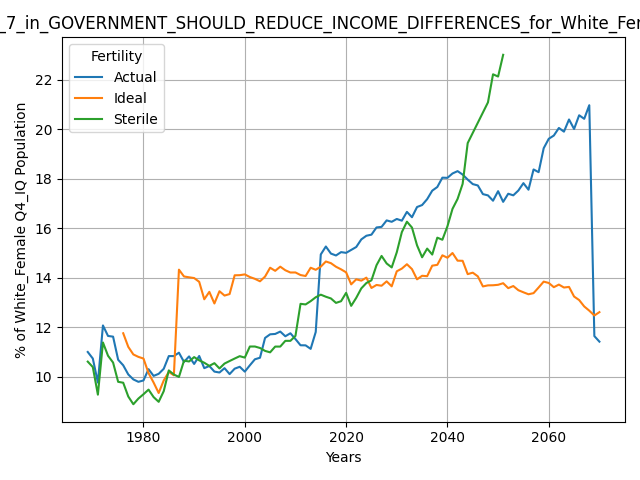 _7_in_GOVERNMENT_SHOULD_REDUCE_INCOME_DIFFERENCES_for_White_Fe
Fertility
Actual
Ideal
Sterile
% of White_Female Q4_IQ Population
22
20
18
16
14
12
10
1980
2000
2020
2040
2060
Years